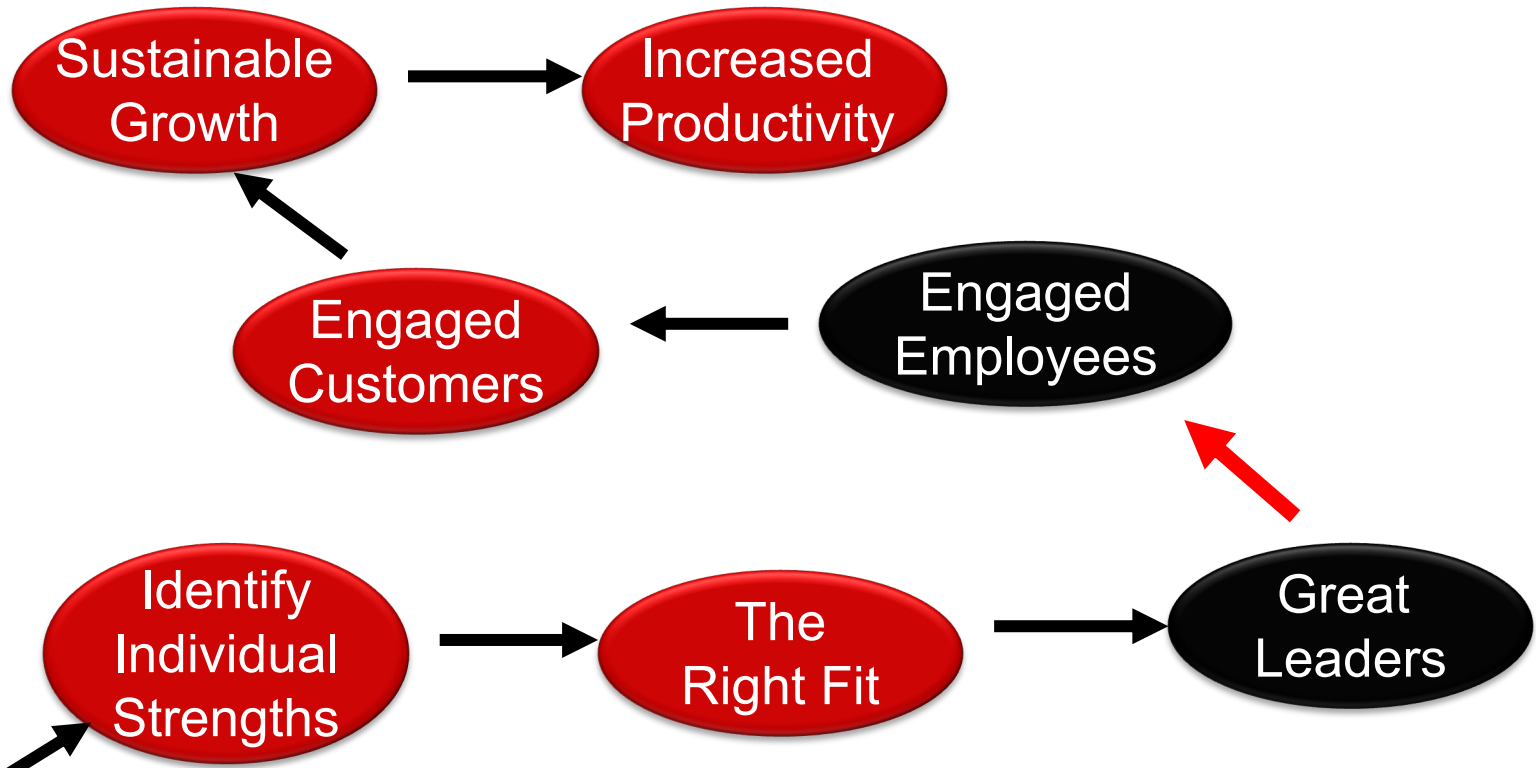 Sustainable
Growth
Increased
Productivity
Engaged
Customers
Engaged
Employees
Identify
Individual
Strengths
The
Right Fit
Great
Leaders